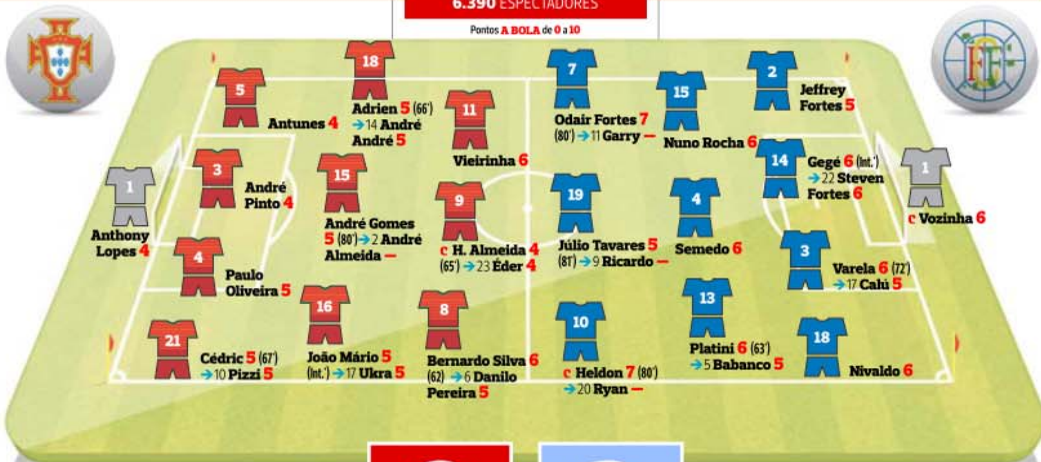 6.390 ESPECTADORES
Pontos A BOLA de 0 a 10
1
Anthony
Lopes 4
5
Antunes 4
3
André
Pinto 4
4
Paulo
Oliveira 5
21
Cédric 5 (67')
→10 Pizzi 5
18
Adrien 5 (66')
→14 André
André 5
15
André Gomes
5 (80')→2 André
Almeida —
16
João Mário 5
(Int.') →17 Ukra 5
11
Vieirinha 6
9
c H. Almeida 4
(65') →23 Éder 4
8
Bernardo Silva 6
(62) →6 Danilo
Pereira 5
7
Odair Fortes 7
(80') →11 Garry —
19
Júlio Tavares 5
(81') →9 Ricardo —
10
c Heldon 7 (80')
→20 Ryan —
15
Nuno Rocha 6
4
Semedo 6
13
Platini 6 (63')
→5 Babanco 5
2
Jeffrey
Fortes 5
14
Gegé 6 (Int.')
→22 Steven
Fortes 6
3
Varela 6 (72')
→17 Calú 5
18
Nivaldo 6
1
c Vozinha 6